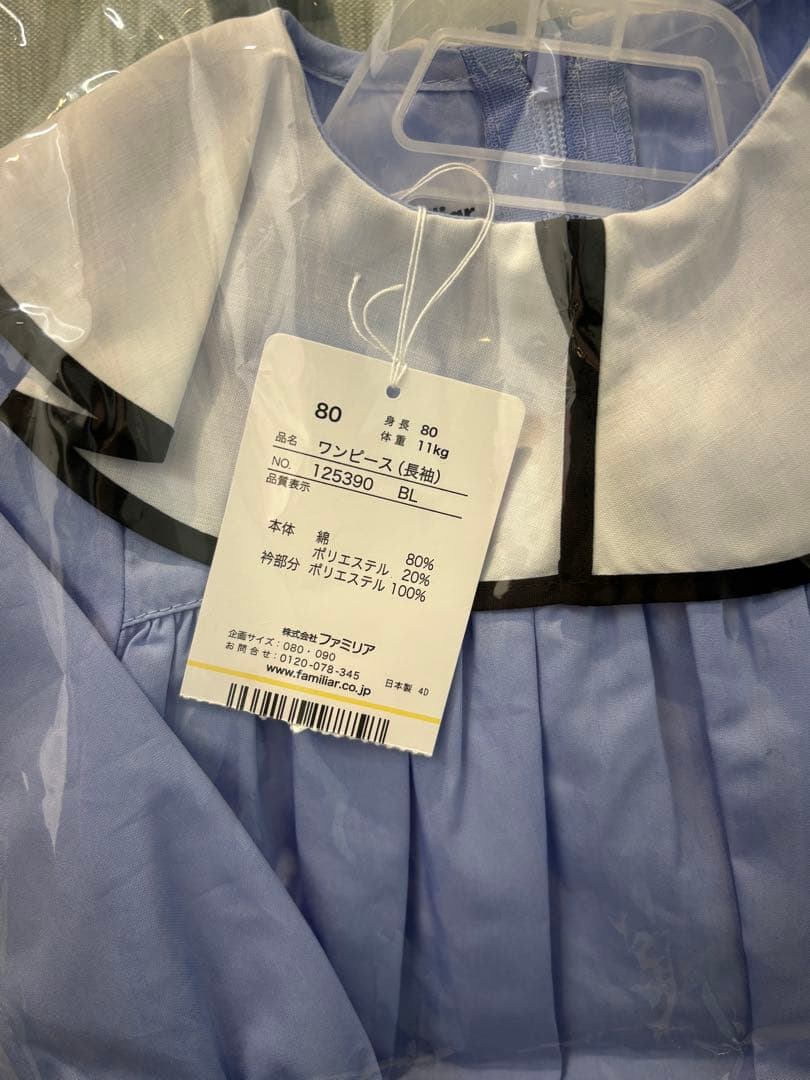 80 身長 80
体重 11kg
品名 ワンピース(長袖)
NO. 125390 BL
品質表示
本体 綿 80%
ポリエステル 20%
衿部分 ポリエステル 100%
株式会社ファミリア
企画サイズ:080・090
お問合せ:0120-078-345
www.familiar.co.jp 日本製 4D